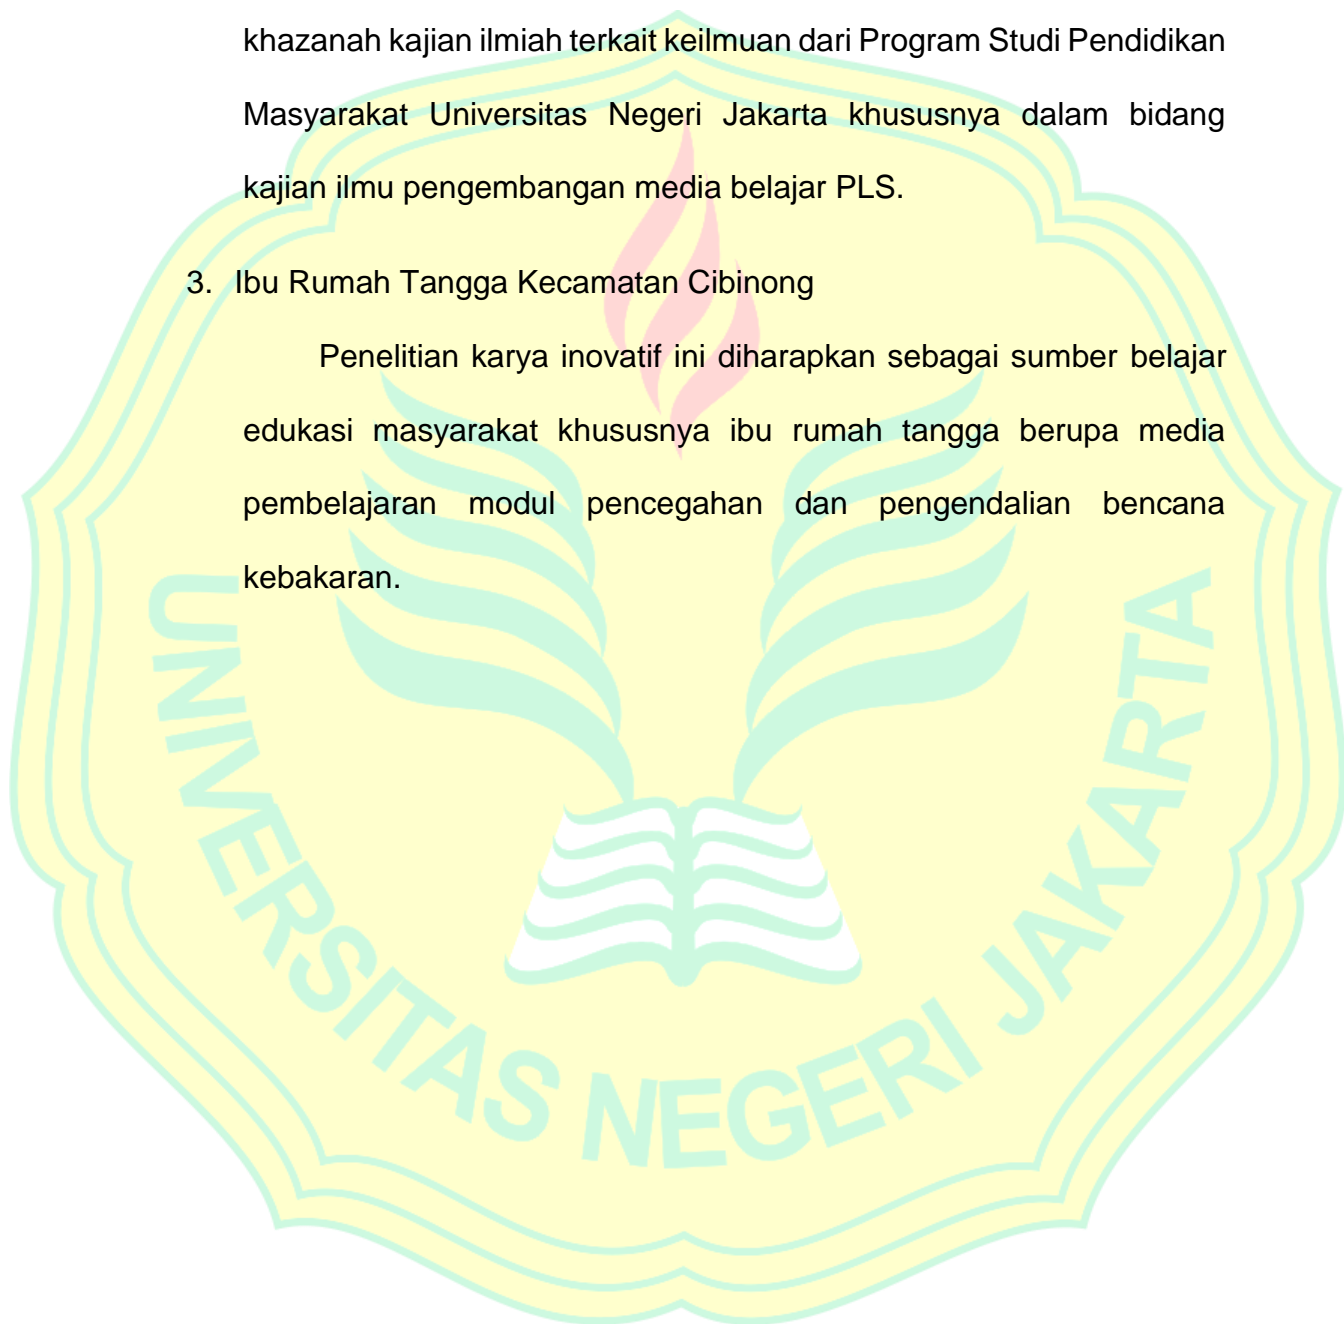 khazanah kajian ilmiah terkait keilmuan dari Program Studi Pendidikan
Masyarakat Universitas Negeri Jakarta khususnya dalam bidang
kajian ilmu pengembangan media belajar PLS.
3. Ibu Rumah Tangga Kecamatan Cibinong
Penelitian karya inovatif ini diharapkan sebagai sumber belajar
edukasi masyarakat khususnya ibu rumah tangga berupa media
pembelajaran modul pencegahan dan pengendalian bencana
kebakaran.
UNIVERSITAS NEGERI JAKARTA